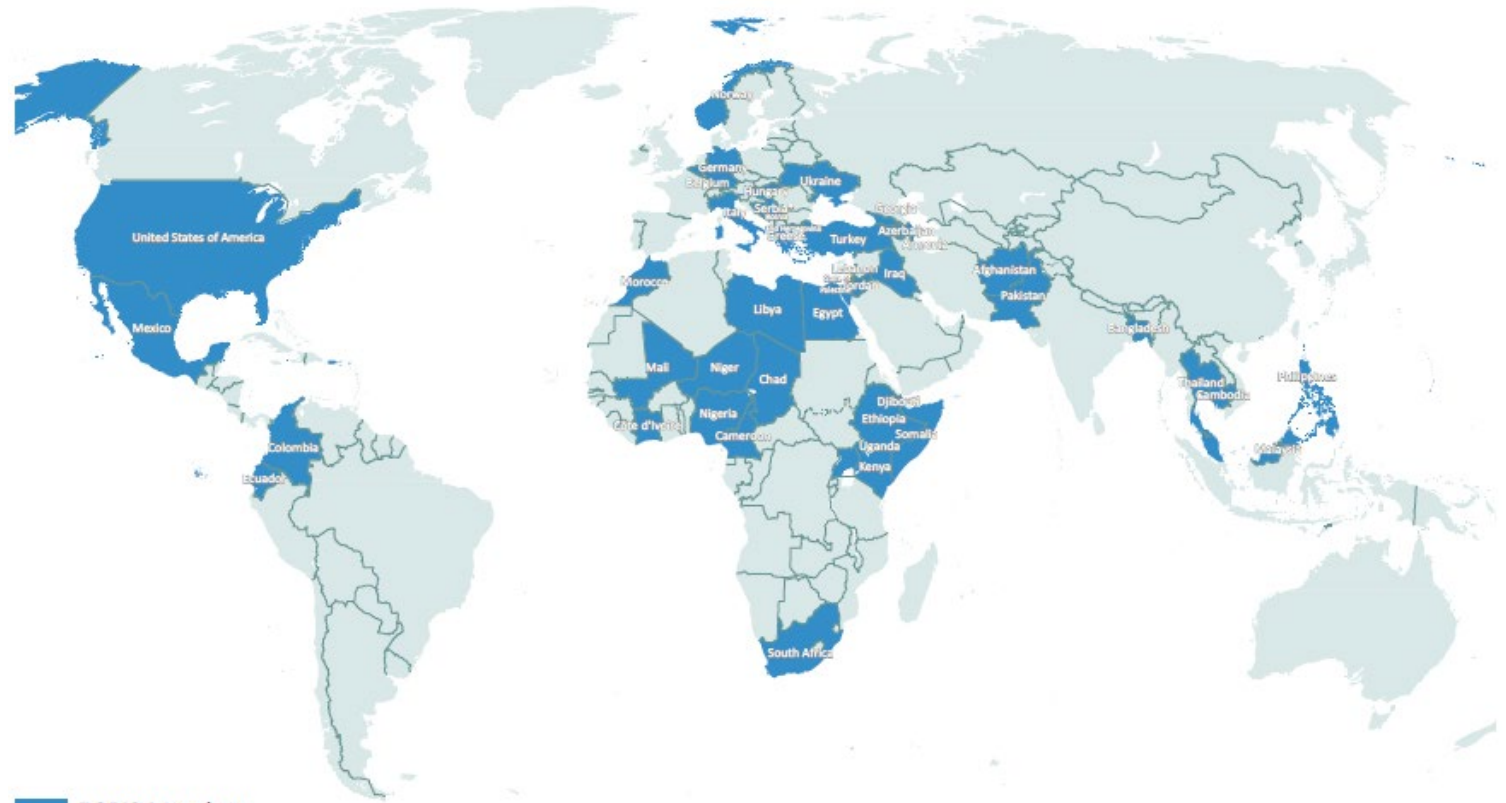 Norway
Germany
Belgium
Ukraine
Hungary
Serbia
Italy
Georgia
Azerbaijan
Armenia
Turkey
Greece
United States of America
Lebanon
Iraq
Jordan
Afghanistan
Pakistan
Morocco
Libya
Egypt
Mexico
Bangladesh
Mali
Niger
Chad
Thailand
Cambodia
Philippines
Djibouti
Nigeria
Ethiopia
Côte d'Ivoire
Cameroon
Somalia
Colombia
Uganda
Malaysia
Kenya
Ecuador
South Africa